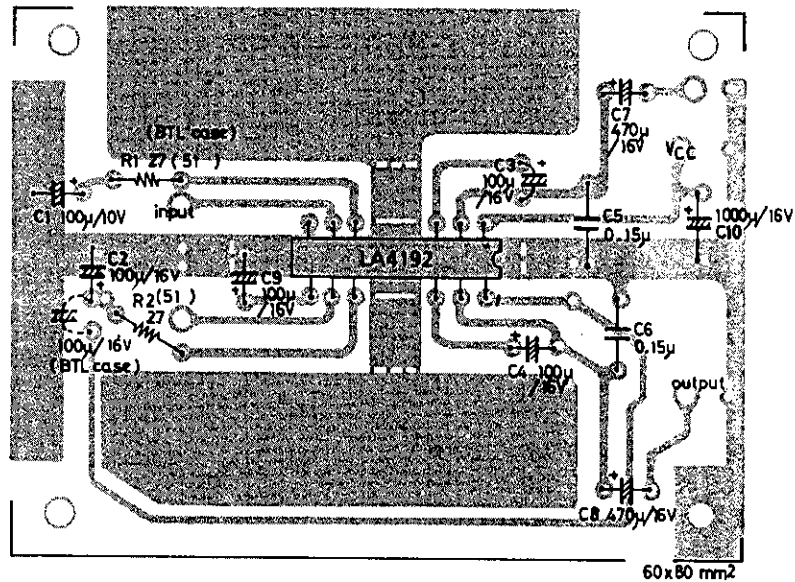 (BTL case)
R1 27 (51 )
C1 100μ/10V
input
C3
100μ
/16V
C7
470μ
/16V
VCC
C5
0.15μ
1000μ/16V
C10
LA4192
C2
100μ/16V
R2(51)
27
C9
100μ
/16V
100μ/16V
(BTL case)
C4 100μ
/16V
C6
0.15μ
output
C8 470μ/16V
60x80 mm2